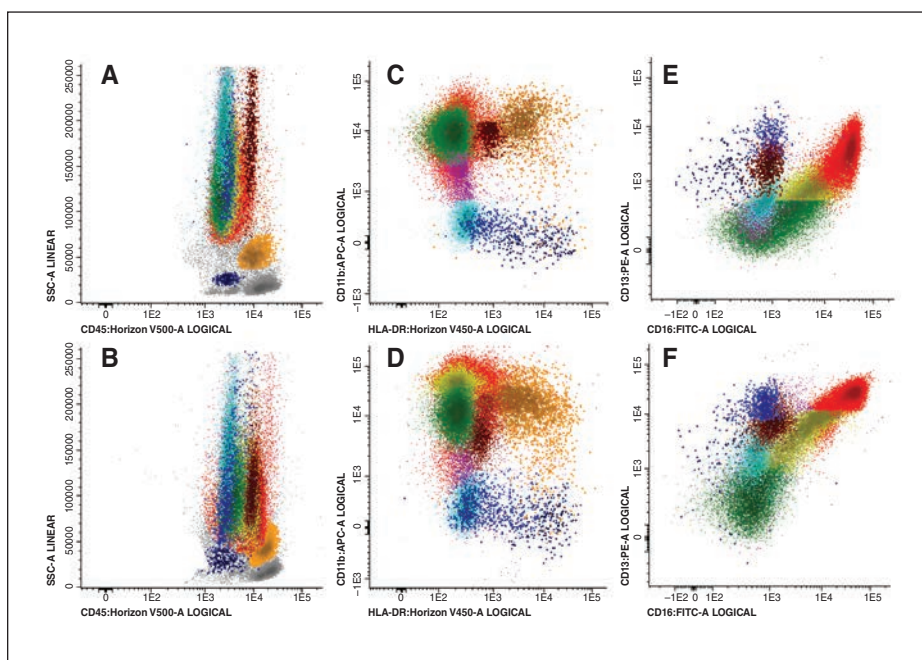 A
C
E
SSC-A LINEAR
250000
200000
150000
100000
50000
0
0 1E2 1E3 1E4 1E5
CD45:Horizon V500-A LOGICAL
CD11b:APC-A LOGICAL
1E5
1E4
1E3
0
−1E3
1E2 1E3 1E4 1E5
HLA-DR:Horizon V450-A LOGICAL
CD13:PE-A LOGICAL
1E5
1E4
1E3
0
−1E2 0 1E2 1E3 1E4 1E5
CD16:FITC-A LOGICAL
B
D
F
SSC-A LINEAR
250000
200000
150000
100000
50000
0
0 1E2 1E3 1E4 1E5
CD45:Horizon V500-A LOGICAL
CD11b:APC-A LOGICAL
1E5
1E4
1E3
0
−1E3
1E2 1E3 1E4 1E5
HLA-DR:Horizon V450-A LOGICAL
CD13:PE-A LOGICAL
1E5
1E4
1E3
0
−1E2 0 1E2 1E3 1E4 1E5
CD16:FITC-A LOGICAL